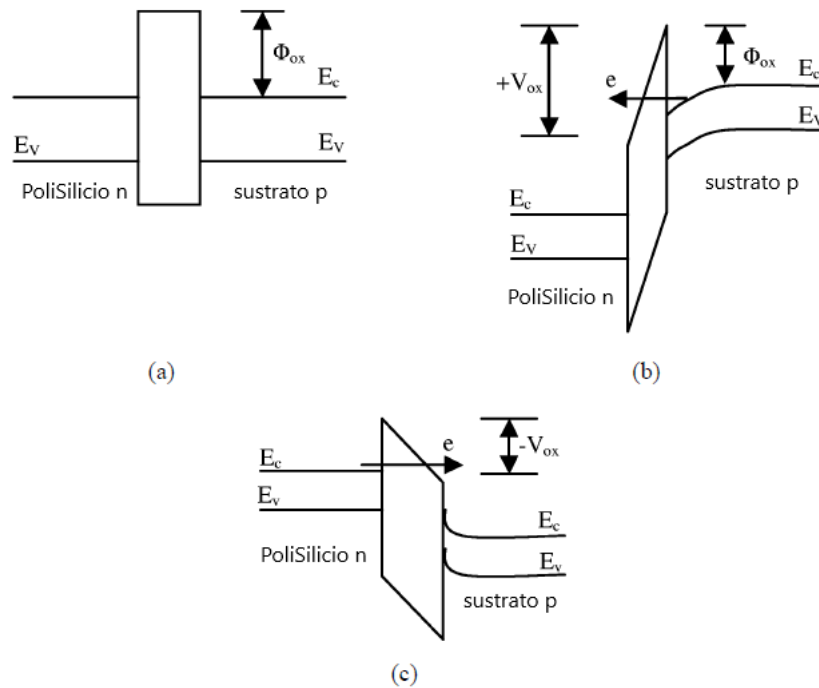 Φox
Ec
EV
EV
PoliSilicio n
sustrato p
(a)
+Vox
e
Φox
Ec
EV
sustrato p
Ec
EV
PoliSilicio n
(b)
e
-Vox
Ec
Ev
PoliSilicio n
Ec
Ev
sustrato p
(c)